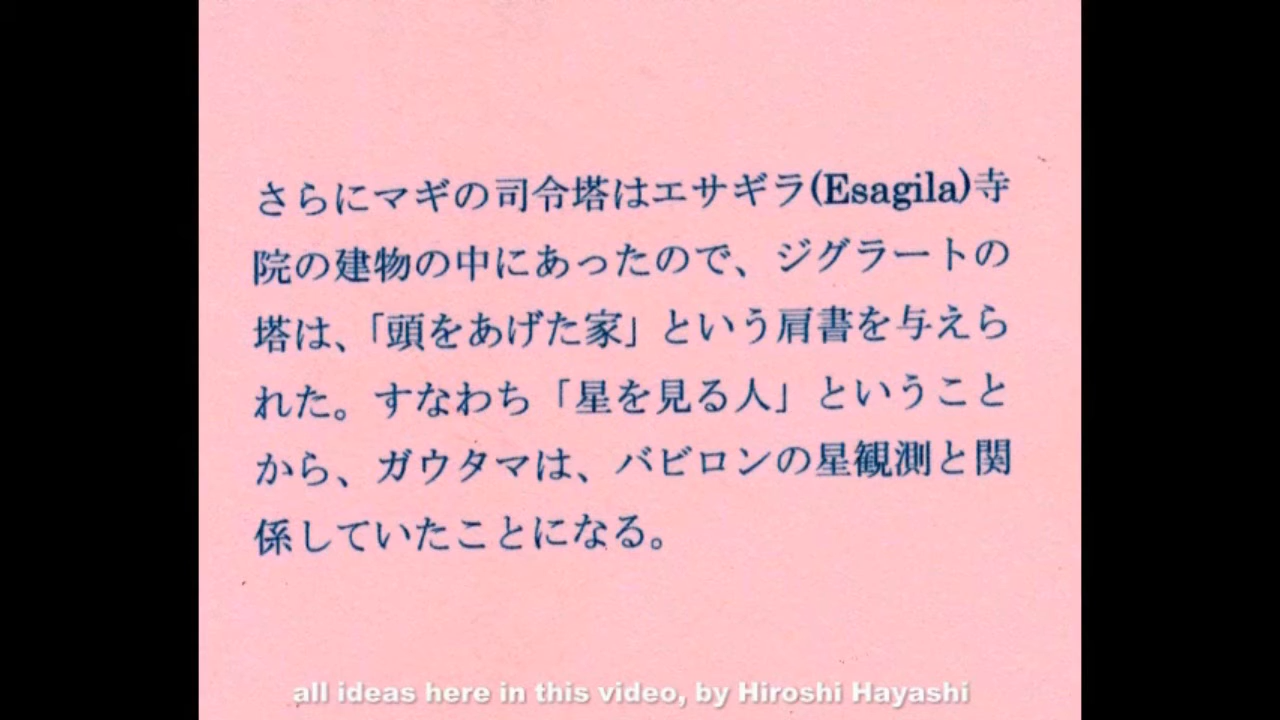 さらにマギの司令塔はエサギラ(Esagila)寺
院の建物の中にあったので、ジグラートの
塔は、「頭をあげた家」という肩書を与えら
れた。すなわち「星を見る人」ということ
から、ガウタマは、バビロンの星観測と関
係していたことになる。
all ideas here in this video, by Hiroshi Hayashi